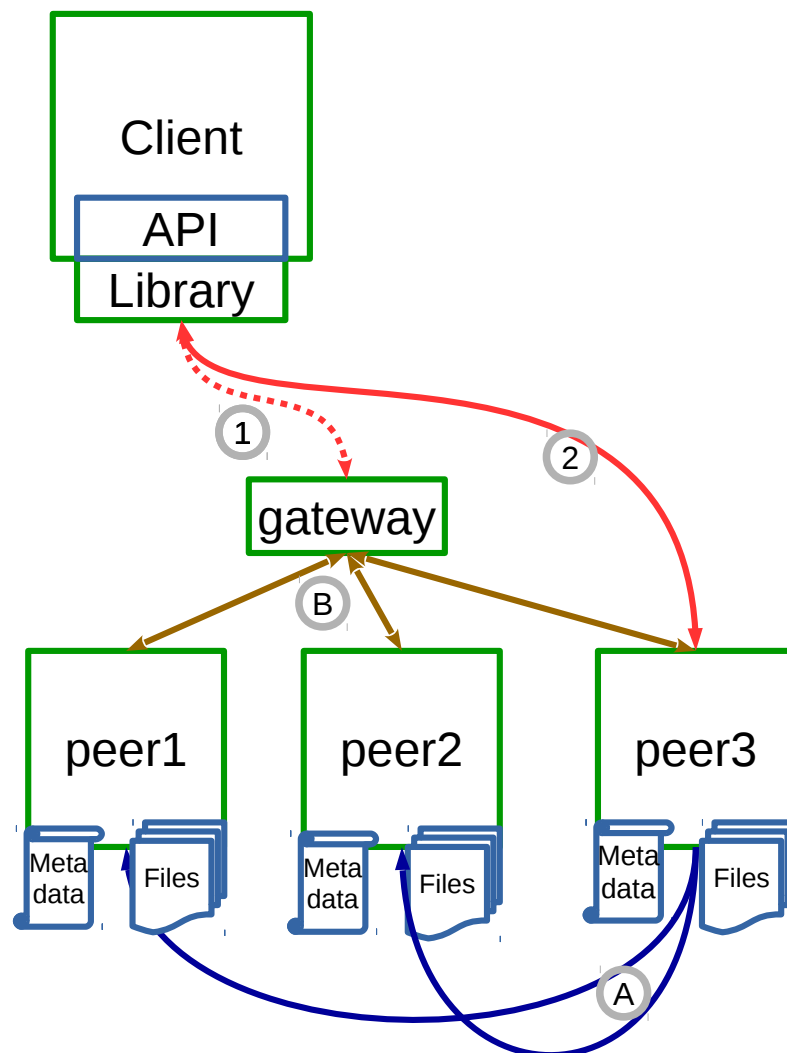 Client
API
Library
1
2
gateway
B
peer1
peer2
peer3
Meta
data
Files
Meta
data
Files
Meta
data
Files
A